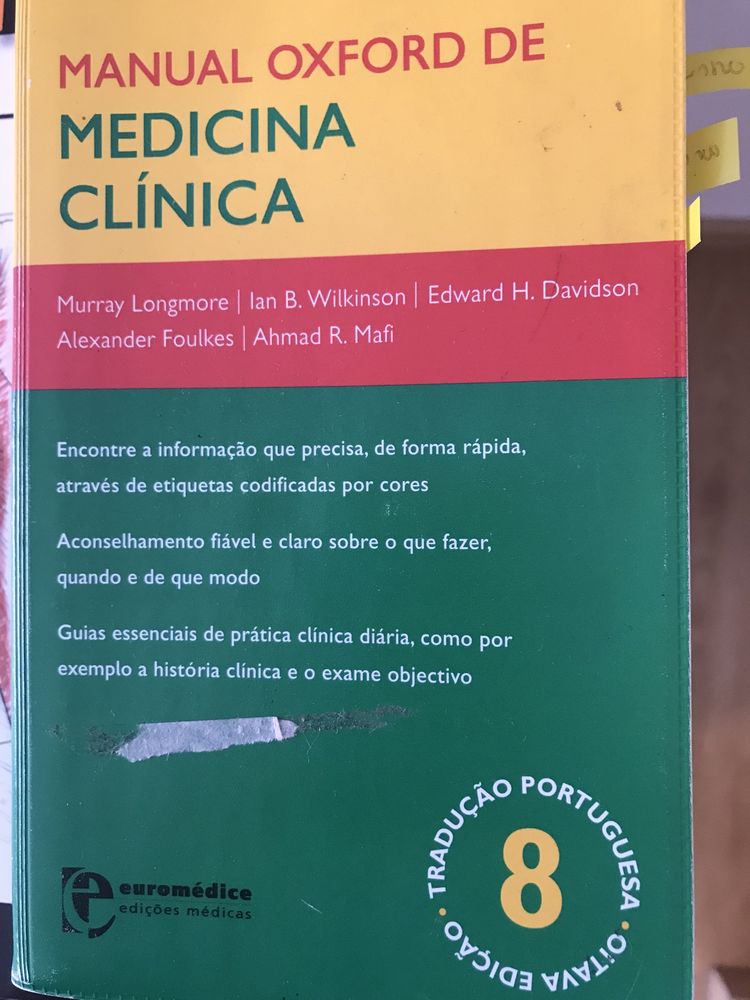 MANUAL OXFORD DE
MEDICINA
CLÍNICA
Murray Longmore | Ian B. Wilkinson | Edward H. Davidson
Alexander Foulkes | Ahmad R. Mafi
Encontre a informação que precisa, de forma rápida,
através de etiquetas codificadas por cores
Aconselhamento fiável e claro sobre o que fazer,
quando e de que modo
Guias essenciais de prática clínica diária, como por
exemplo a história clínica e o exame objectivo
TRADUÇÃO PORTUGUESA
8
OITAVA EDIÇÃO
e euromédice
edições médicas